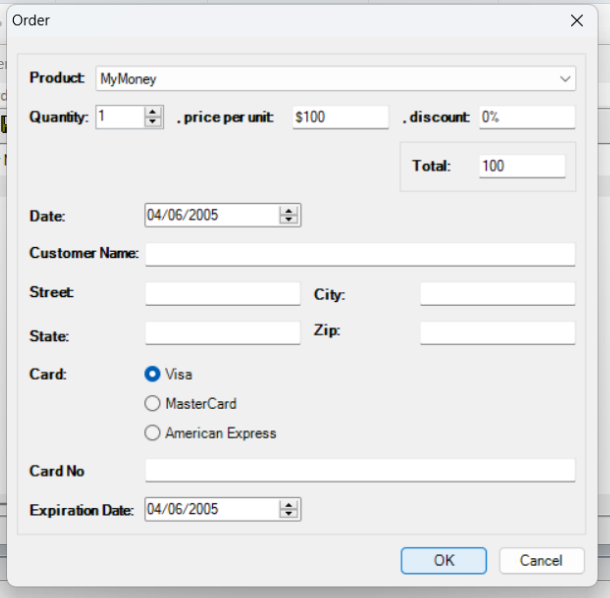 Order
Product: MyMoney
Quantity: 1 , price per unit: $100 , discount: 0%
Total: 100
Date: 04/06/2005
Customer Name:
Street: City:
State: Zip:
Card: Visa
MasterCard
American Express
Card No
Expiration Date: 04/06/2005
OK Cancel